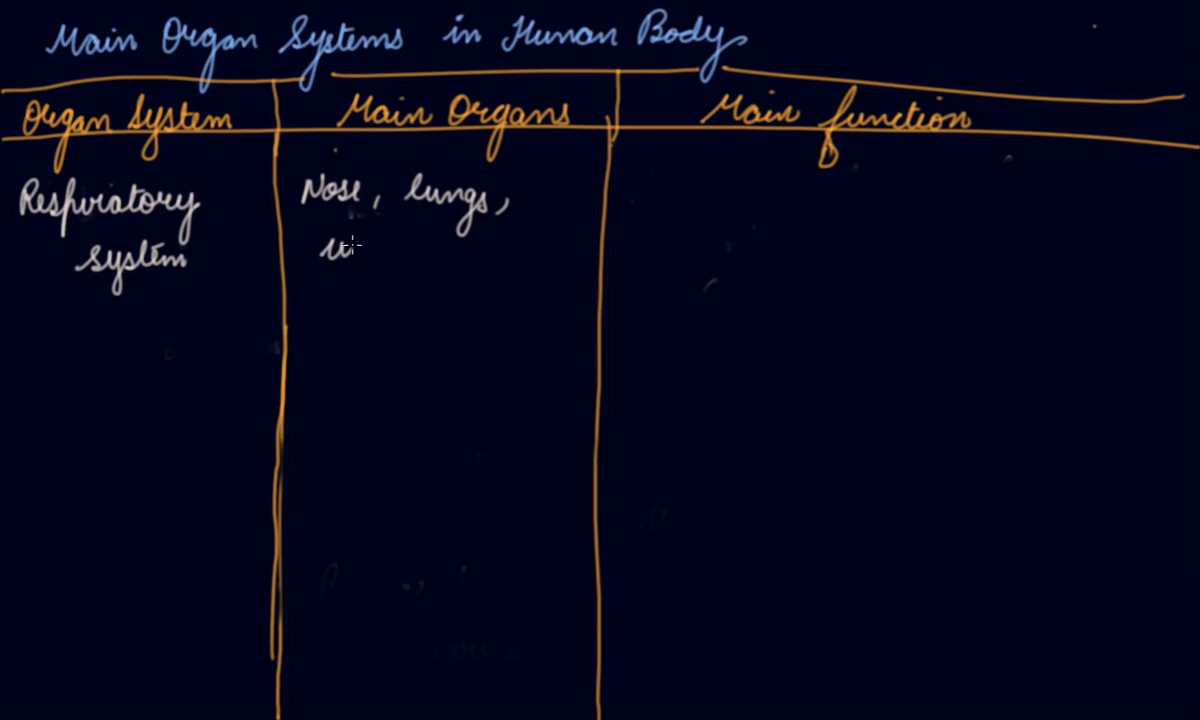 Main Organ Systems in Human Body
Organ System Main Organs Main function
Respiratory Nose, lungs,
system